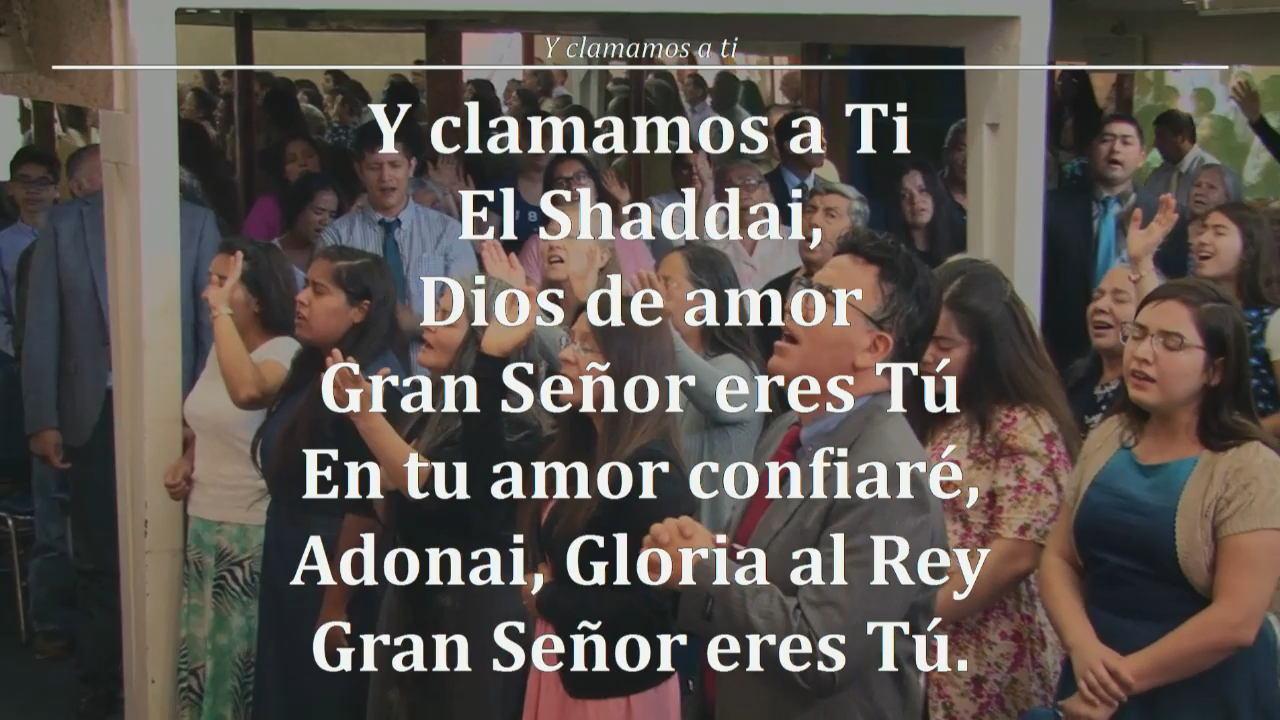 Y clamamos a ti
Y clamamos a Ti
El Shaddai,
Dios de amor
Gran Señor eres Tú
En tu amor confiaré,
Adonai, Gloria al Rey
Gran Señor eres Tú.